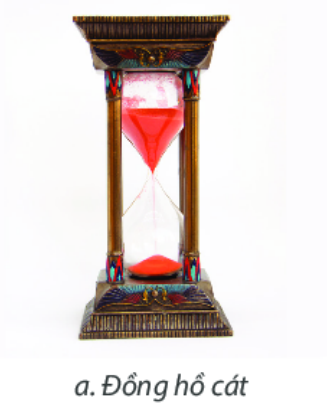 a. Đồng hồ cát